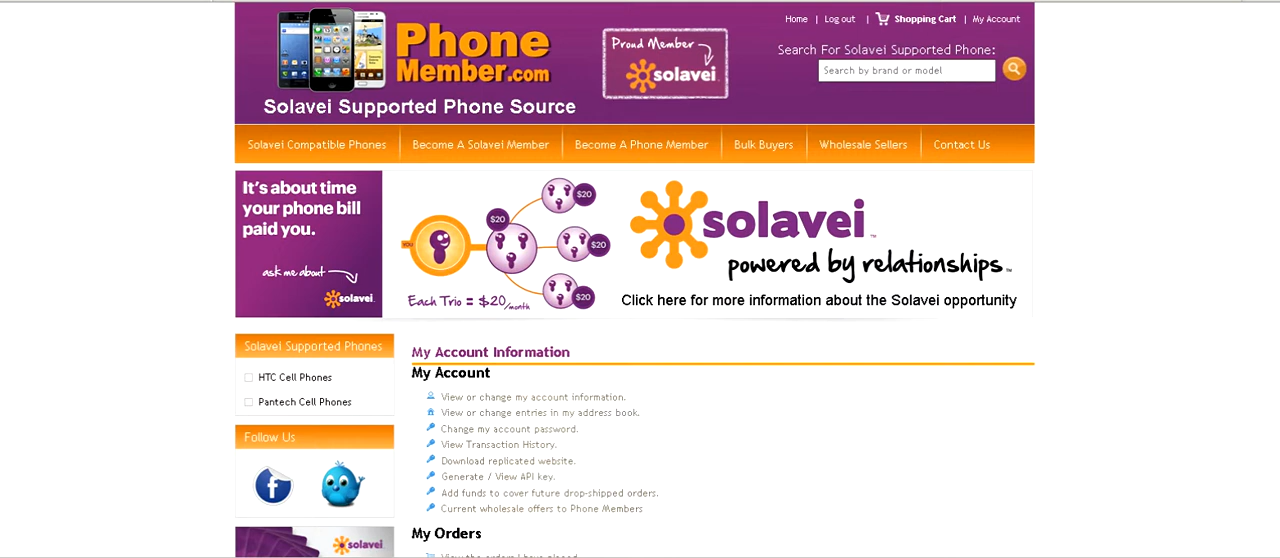 Home | Log out | Shopping Cart | My Account
Phone
Member.com
Solavei Supported Phone Source
Proud Member
solavei
Search For Solavei Supported Phone:
Search by brand or model
Solavei Compatible Phones
Become A Solavei Member
Become A Phone Member
Bulk Buyers
Wholesale Sellers
Contact Us
It's about time
your phone bill
paid you.
ask me about
solavei
YOU
$20
$20
$20
$20
Each Trio = $20/month
solavei™
powered by relationships™
Click here for more information about the Solavei opportunity
Solavei Supported Phones
HTC Cell Phones
Pantech Cell Phones
Follow Us
f
solavei
My Account Information
My Account
View or change my account information.
View or change entries in my address book.
Change my account password.
View Transaction History.
Download replicated website.
Generate / View API key.
Add funds to cover future drop-shipped orders.
Current wholesale offers to Phone Members
My Orders
View the orders I have placed.